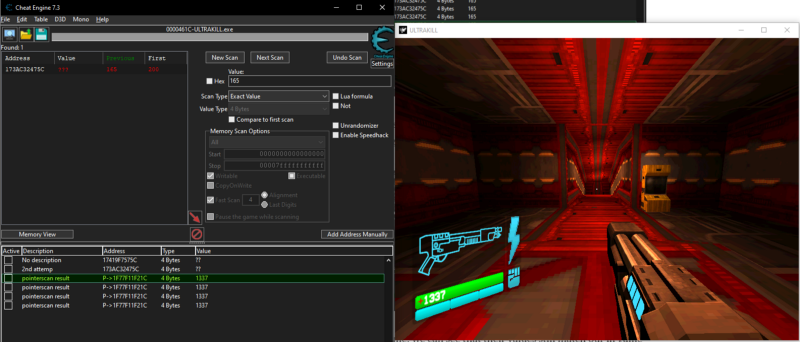 Cheat Engine 7.3
File Edit Table D3D Mono Help
0000461C-ULTRAKILL.exe
Found: 1
Address Value Previous First
173AC32475C ??? 165 200
New Scan Next Scan Undo Scan
Settings
Value:
Hex 165
Scan Type Exact Value
Lua formula
Not
Value Type 4 Bytes
Compare to first scan
Unrandomizer
Enable Speedhack
Memory Scan Options
All
Start 0000000000000000
Stop 00007fffffffffff
Writable Executable
CopyOnWrite
Fast Scan 4 Alignment
Last Digits
Pause the game while scanning
Memory View Add Address Manually
Active Description Address Type Value
No description 17419F7575C 4 Bytes ??
2nd attemp 173AC32475C 4 Bytes ??
pointerscan result P->1F77F11F21C 4 Bytes 1337
pointerscan result P->1F77F11F21C 4 Bytes 1337
pointerscan result P->1F77F11F21C 4 Bytes 1337
pointerscan result P->1F77F11F21C 4 Bytes 1337
173AC32475C 4 Bytes 165
173AC32475C 4 Bytes 165
ULTRAKILL
1337